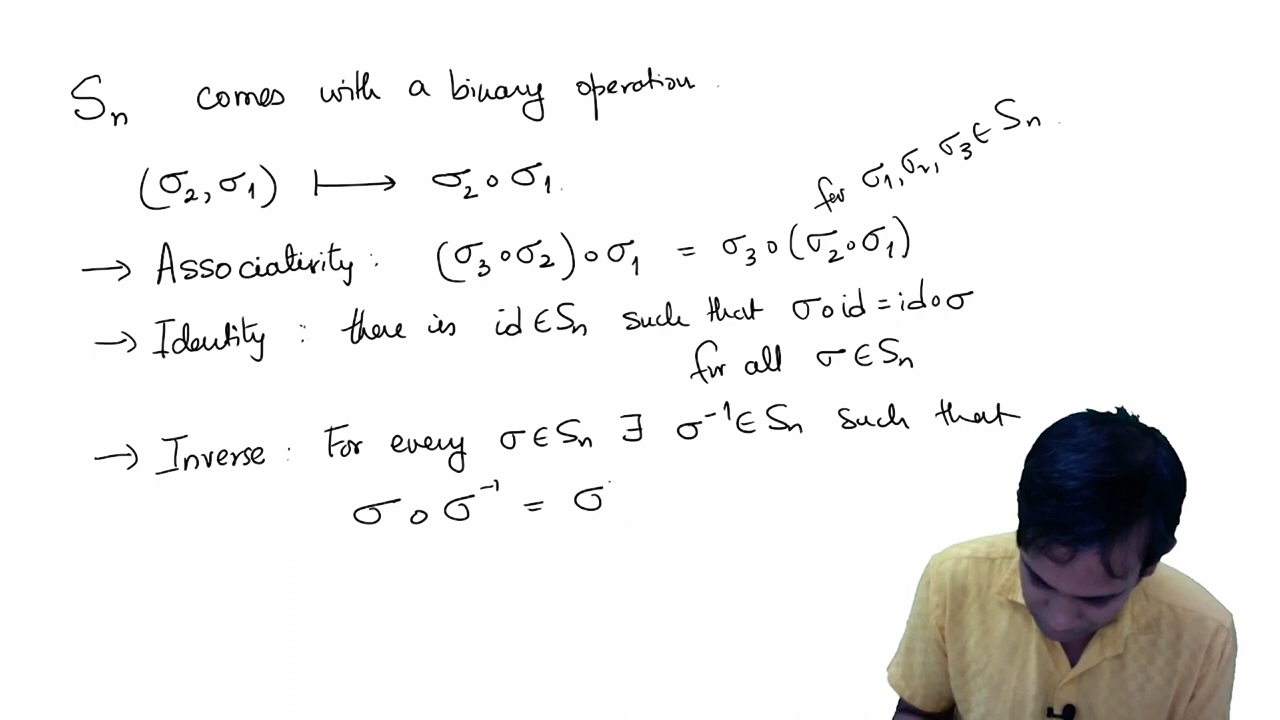 Sn comes with a binary operation.
(σ2, σ1) ⟼ σ2 ∘ σ1.
for σ1, σ2, σ3 ∈ Sn.
→ Associativity : (σ3 ∘ σ2) ∘ σ1 = σ3 ∘ (σ2 ∘ σ1)
→ Identity : there is id ∈ Sn such that σ ∘ id = id ∘ σ
for all σ ∈ Sn
→ Inverse : For every σ ∈ Sn ∃ σ⁻¹ ∈ Sn such that
σ ∘ σ⁻¹ = σ